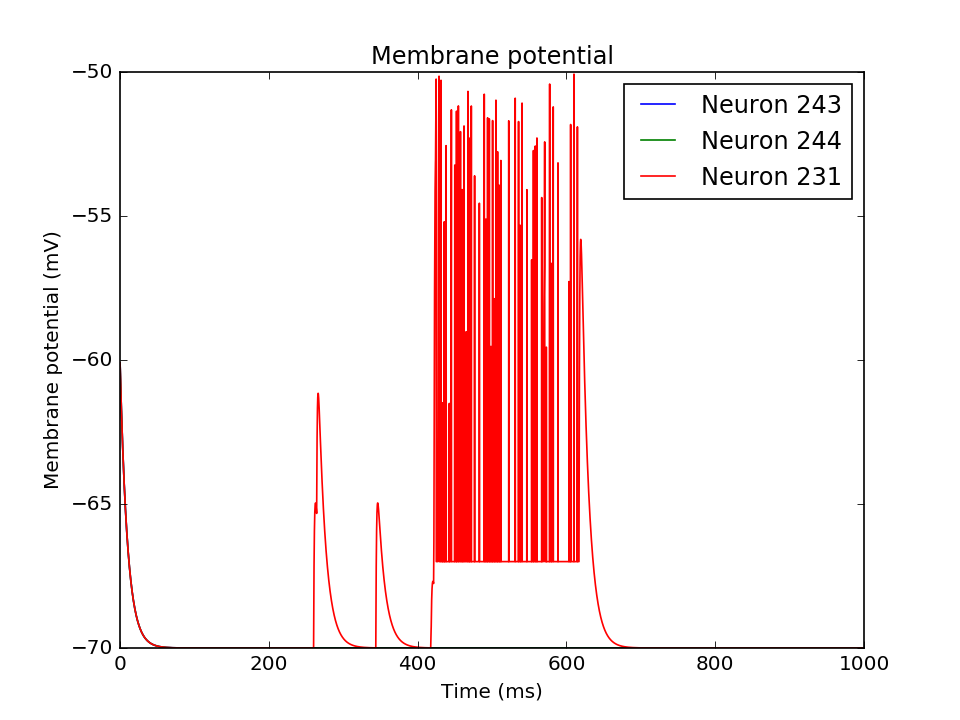 Membrane potential
Neuron 243
Neuron 244
Neuron 231
Membrane potential (mV)
−50
−55
−60
−65
−70
0 200 400 600 800 1000
Time (ms)